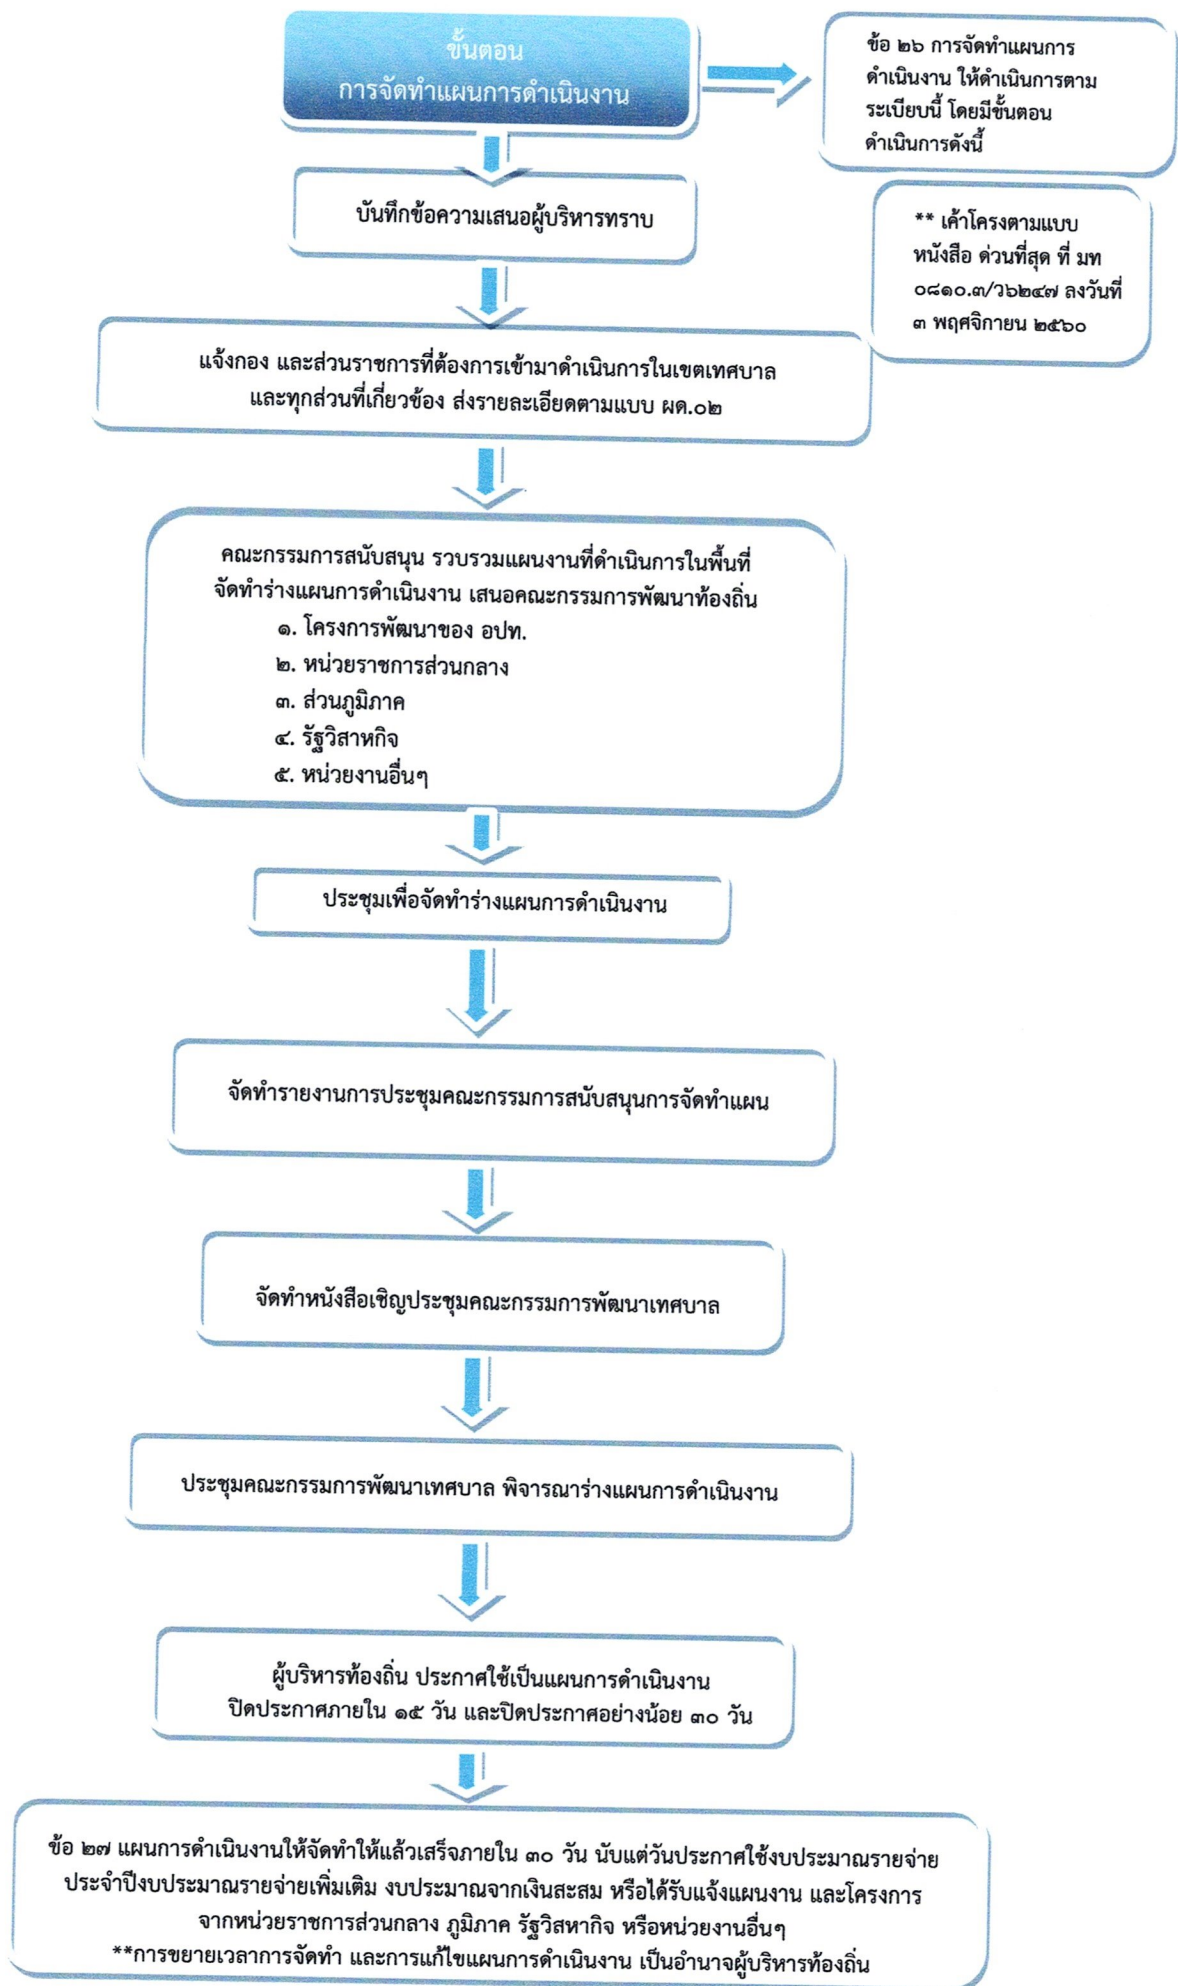 ขั้นตอน
การจัดทำแผนการดำเนินงาน
ข้อ ๒๖ การจัดทำแผนการ
ดำเนินงาน ให้ดำเนินการตาม
ระเบียบนี้ โดยมีขั้นตอน
ดำเนินการดังนี้
บันทึกข้อความเสนอผู้บริหารทราบ
** เค้าโครงตามแบบ
หนังสือ ด่วนที่สุด ที่ มท
๐๘๑๐.๓/ว๖๒๔๗ ลงวันที่
๓ พฤศจิกายน ๒๕๖๐
แจ้งกอง และส่วนราชการที่ต้องการเข้ามาดำเนินการในเขตเทศบาล
และทุกส่วนที่เกี่ยวข้อง ส่งรายละเอียดตามแบบ ผด.๐๒
คณะกรรมการสนับสนุน รวบรวมแผนงานที่ดำเนินการในพื้นที่
จัดทำร่างแผนการดำเนินงาน เสนอคณะกรรมการพัฒนาท้องถิ่น
๑. โครงการพัฒนาของ อปท.
๒. หน่วยราชการส่วนกลาง
๓. ส่วนภูมิภาค
๔. รัฐวิสาหกิจ
๕. หน่วยงานอื่นๆ
ประชุมเพื่อจัดทำร่างแผนการดำเนินงาน
จัดทำรายงานการประชุมคณะกรรมการสนับสนุนการจัดทำแผน
จัดทำหนังสือเชิญประชุมคณะกรรมการพัฒนาเทศบาล
ประชุมคณะกรรมการพัฒนาเทศบาล พิจารณาร่างแผนการดำเนินงาน
ผู้บริหารท้องถิ่น ประกาศใช้เป็นแผนการดำเนินงาน
ปิดประกาศภายใน ๑๕ วัน และปิดประกาศอย่างน้อย ๓๐ วัน
ข้อ ๒๗ แผนการดำเนินงานให้จัดทำให้แล้วเสร็จภายใน ๓๐ วัน นับแต่วันประกาศใช้งบประมาณรายจ่าย
ประจำปีงบประมาณรายจ่ายเพิ่มเติม งบประมาณจากเงินสะสม หรือได้รับแจ้งแผนงาน และโครงการ
จากหน่วยราชการส่วนกลาง ภูมิภาค รัฐวิสหากิจ หรือหน่วยงานอื่นๆ
**การขยายเวลาการจัดทำ และการแก้ไขแผนการดำเนินงาน เป็นอำนาจผู้บริหารท้องถิ่น